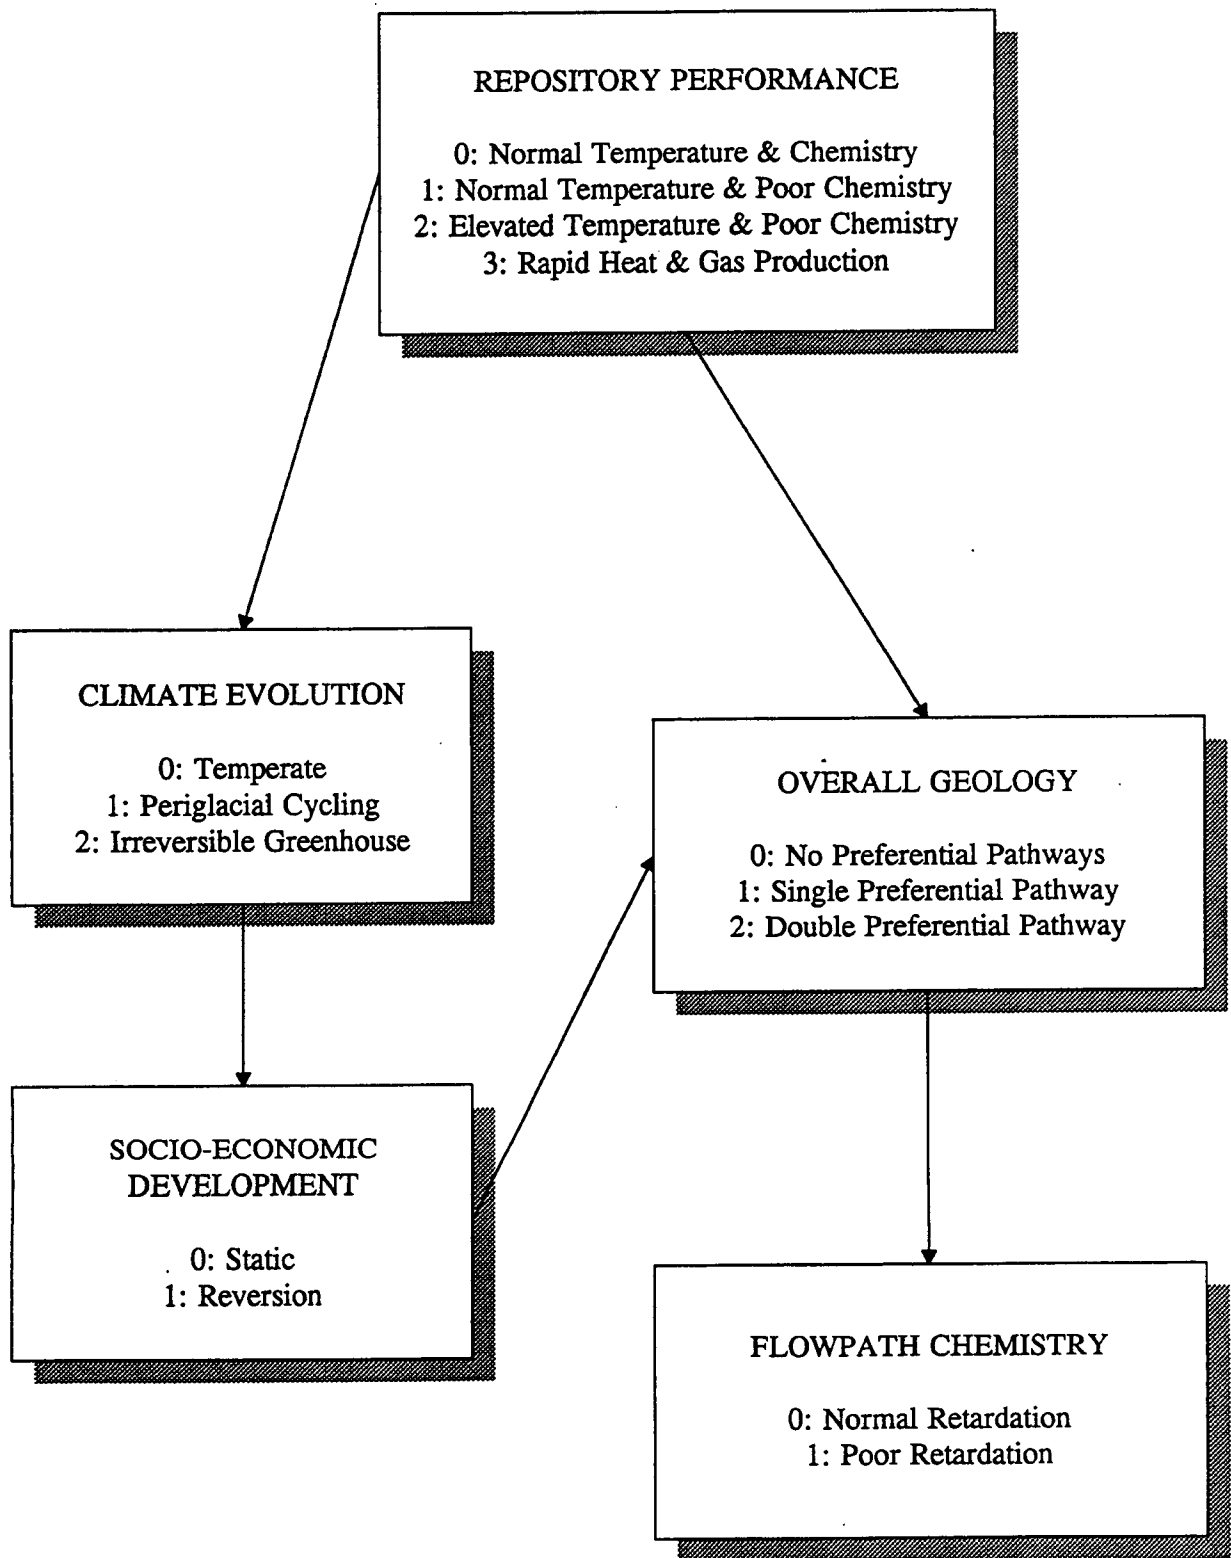 REPOSITORY PERFORMANCE
0: Normal Temperature & Chemistry
1: Normal Temperature & Poor Chemistry
2: Elevated Temperature & Poor Chemistry
3: Rapid Heat & Gas Production
CLIMATE EVOLUTION
0: Temperate
1: Periglacial Cycling
2: Irreversible Greenhouse
OVERALL GEOLOGY
0: No Preferential Pathways
1: Single Preferential Pathway
2: Double Preferential Pathway
SOCIO-ECONOMIC
DEVELOPMENT
0: Static
1: Reversion
FLOWPATH CHEMISTRY
0: Normal Retardation
1: Poor Retardation